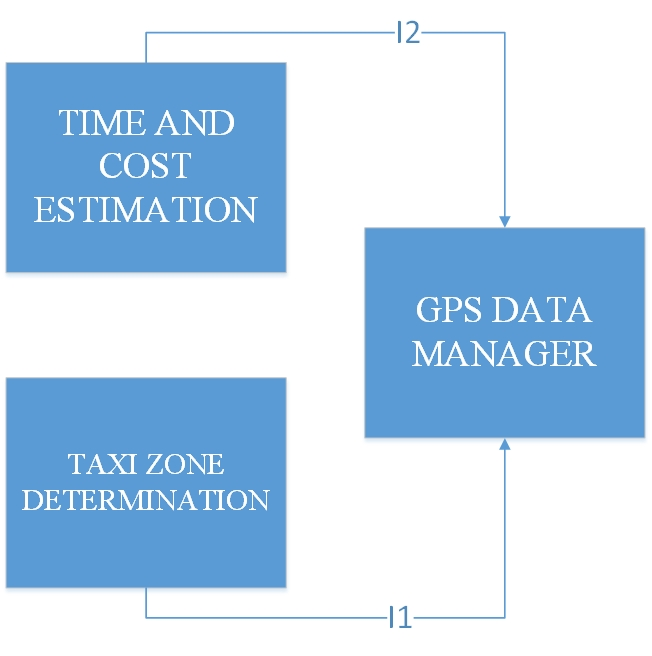 I2
TIME AND
COST
ESTIMATION
GPS DATA
MANAGER
TAXI ZONE
DETERMINATION
I1